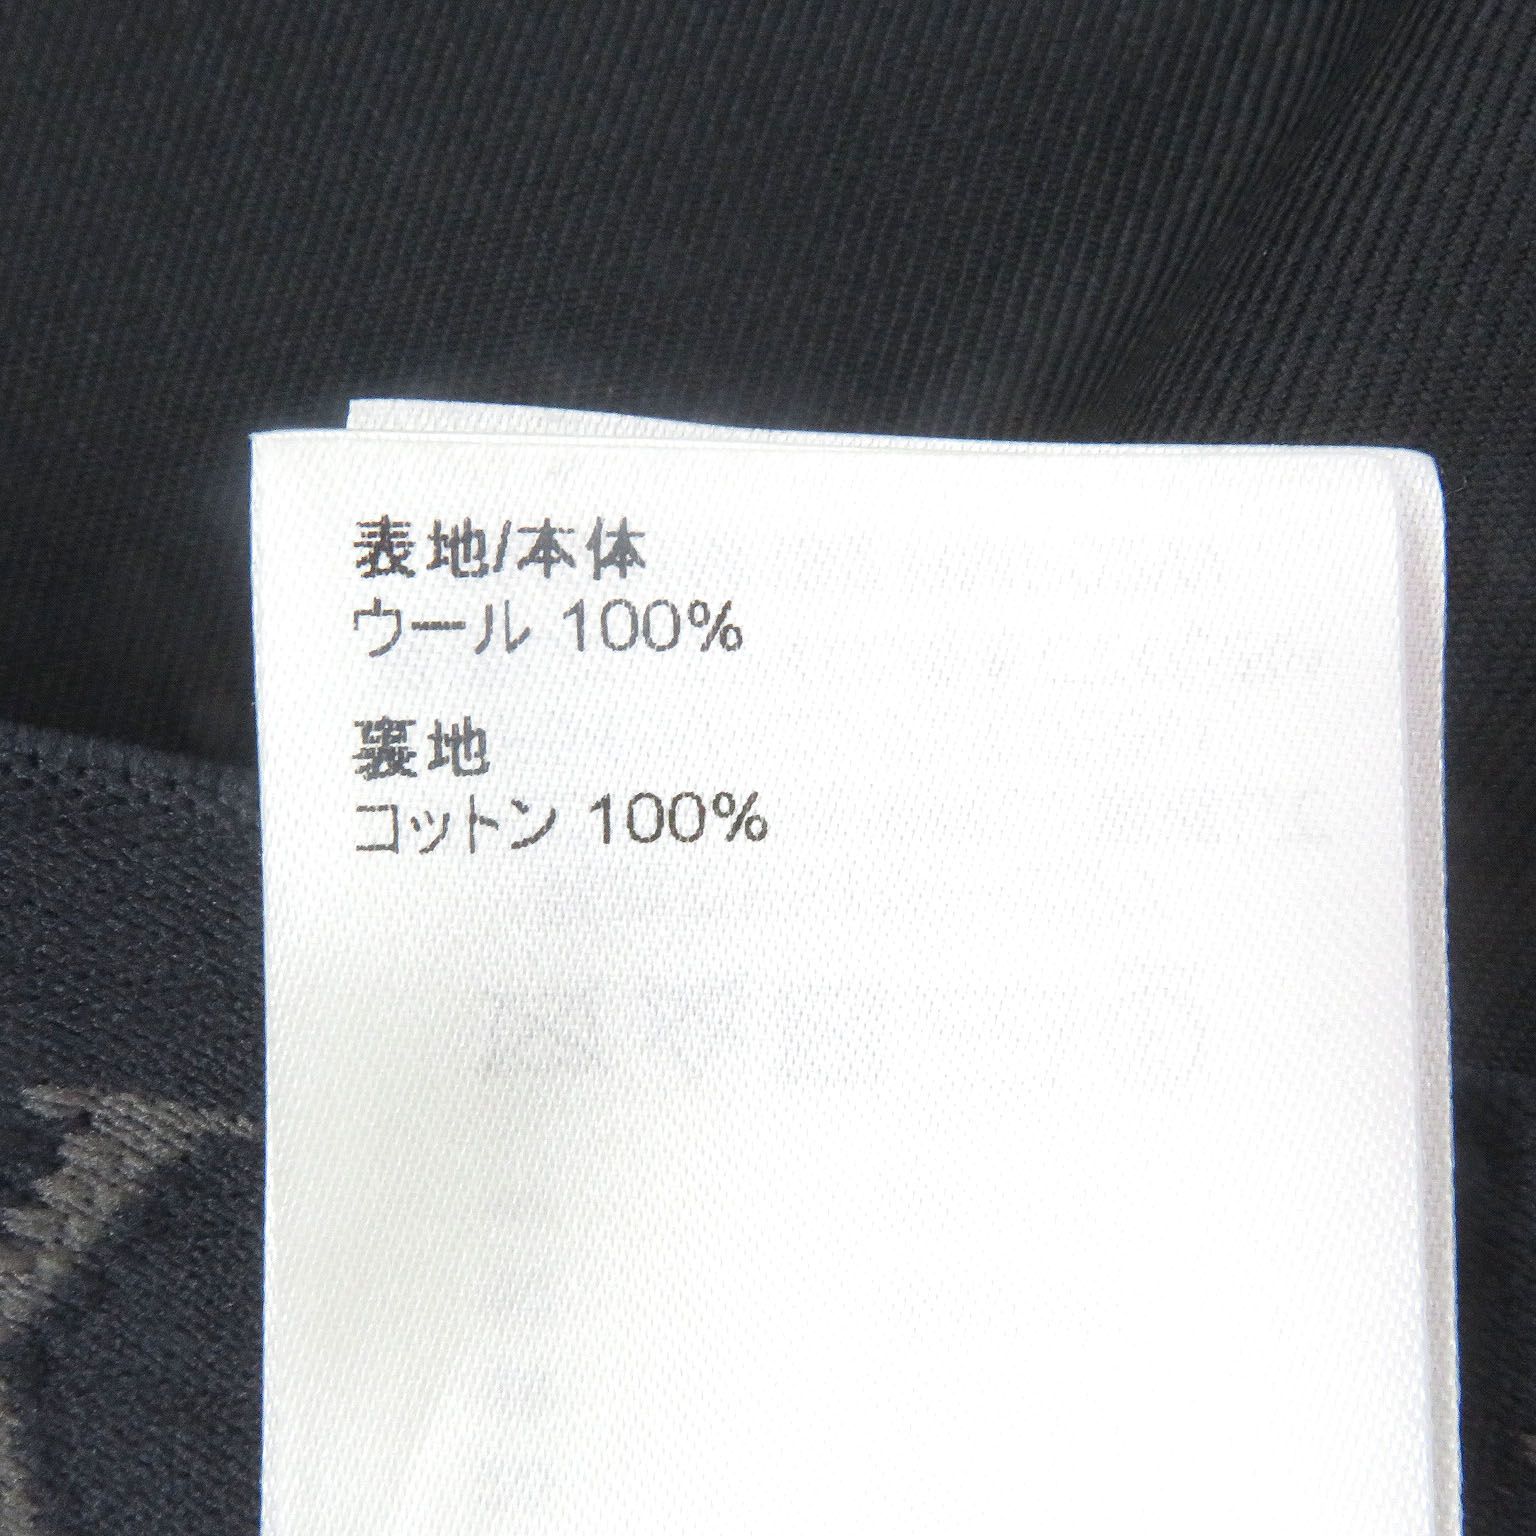 表地/本体
ウール 100%
裏地
コットン 100%